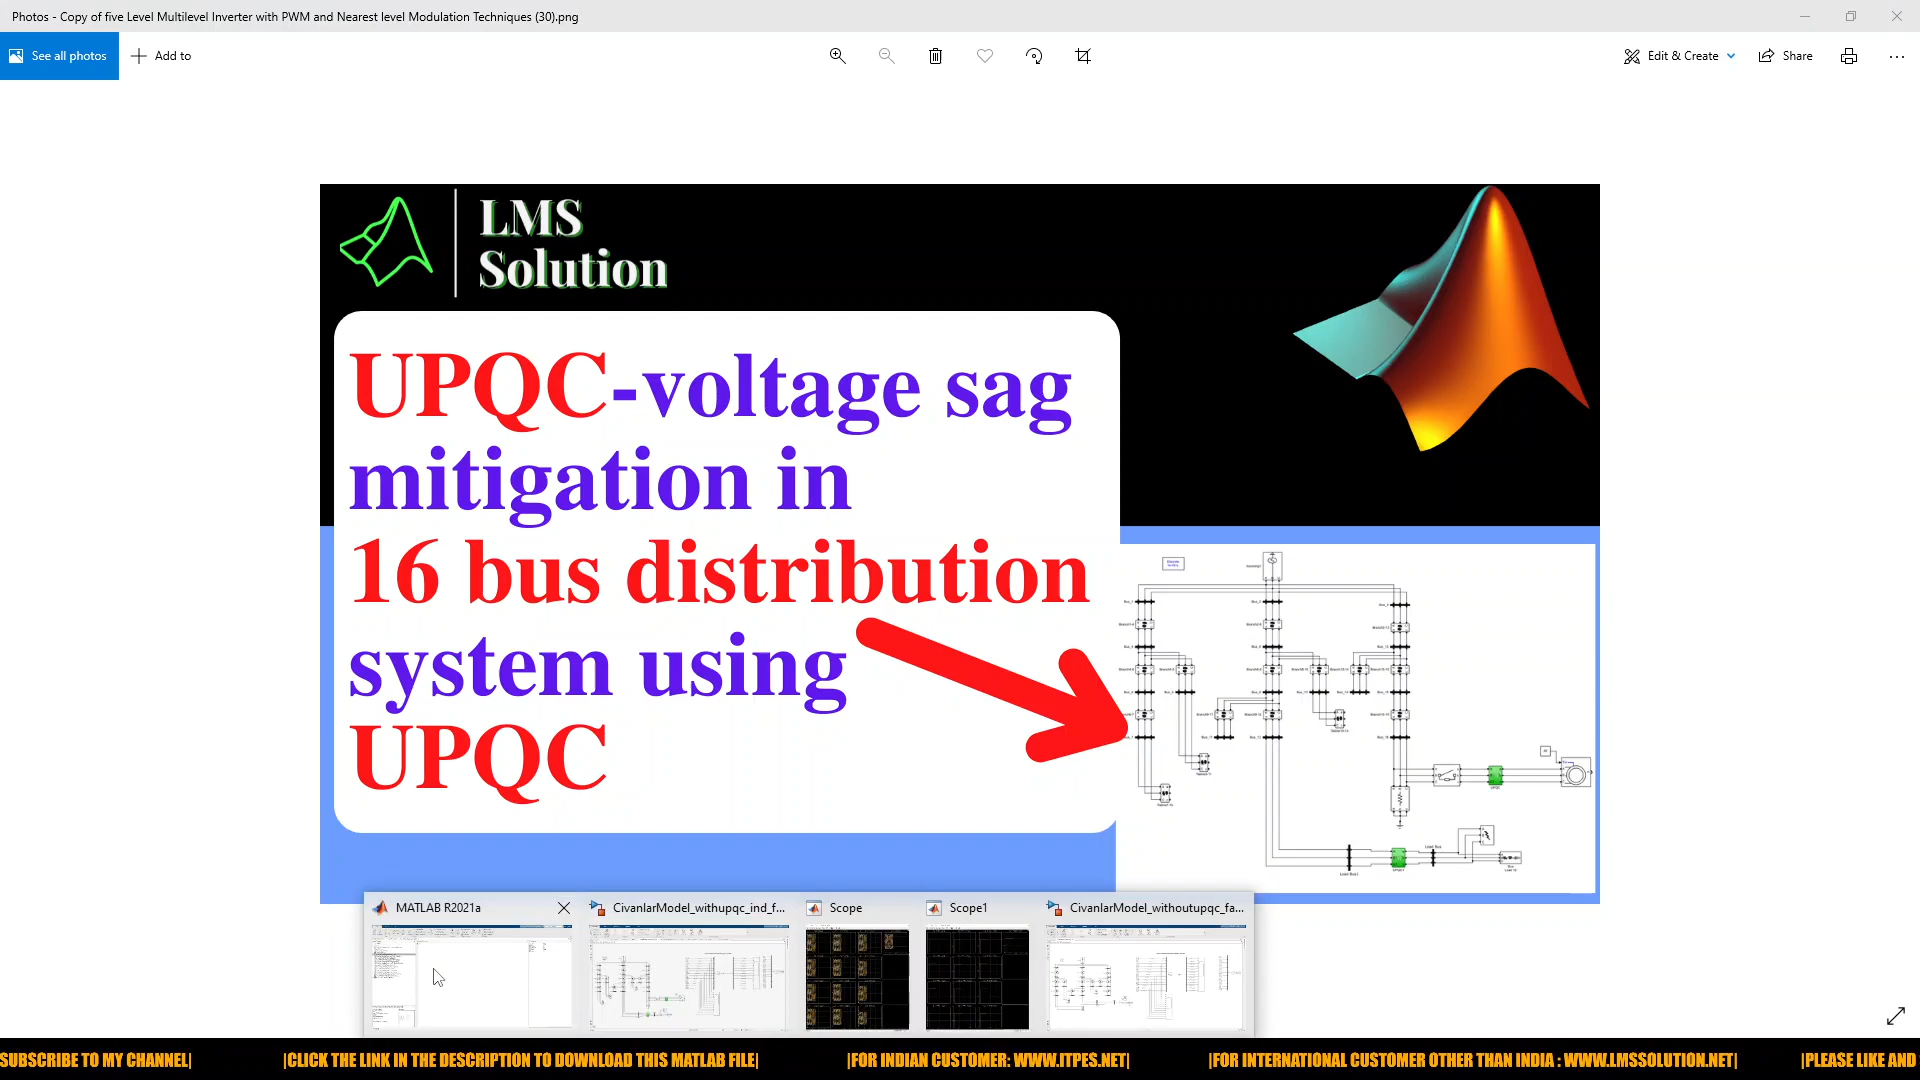 Photos - Copy of five Level Multilevel Inverter with PWM and Nearest level Modulation Techniques (30).png
See all photos
Add to
Edit & Create
Share
LMS
Solution
UPQC-voltage sag
mitigation in
16 bus distribution
system using
UPQC
MATLAB R2021a
CivanlarModel_withupqc_ind_f...
Scope
Scope1
CivanlarModel_withoutupqc_fa...
SUBSCRIBE TO MY CHANNEL| |CLICK THE LINK IN THE DESCRIPTION TO DOWNLOAD THIS MATLAB FILE| |FOR INDIAN CUSTOMER: WWW.ITPES.NET| |FOR INTERNATIONAL CUSTOMER OTHER THAN INDIA : WWW.LMSSOLUTION.NET| |PLEASE LIKE AND